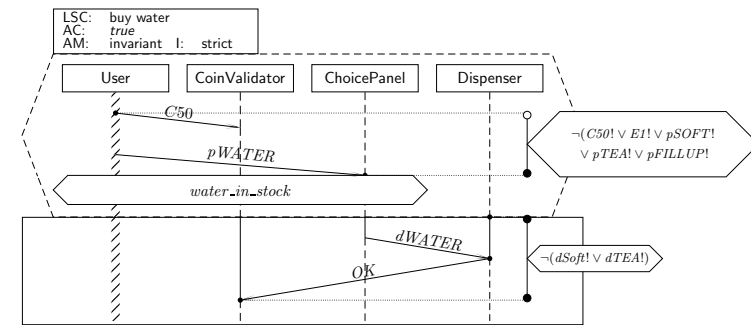 LSC: buy water
AC: true
AM: invariant I: strict
User CoinValidator ChoicePanel Dispenser
C50
¬(C50! ∨ E1! ∨ pSOFT!
∨ pTEA! ∨ pFILLUP!
pWATER
water_in_stock
dWATER
¬(dSoft! ∨ dTEA!)
OK